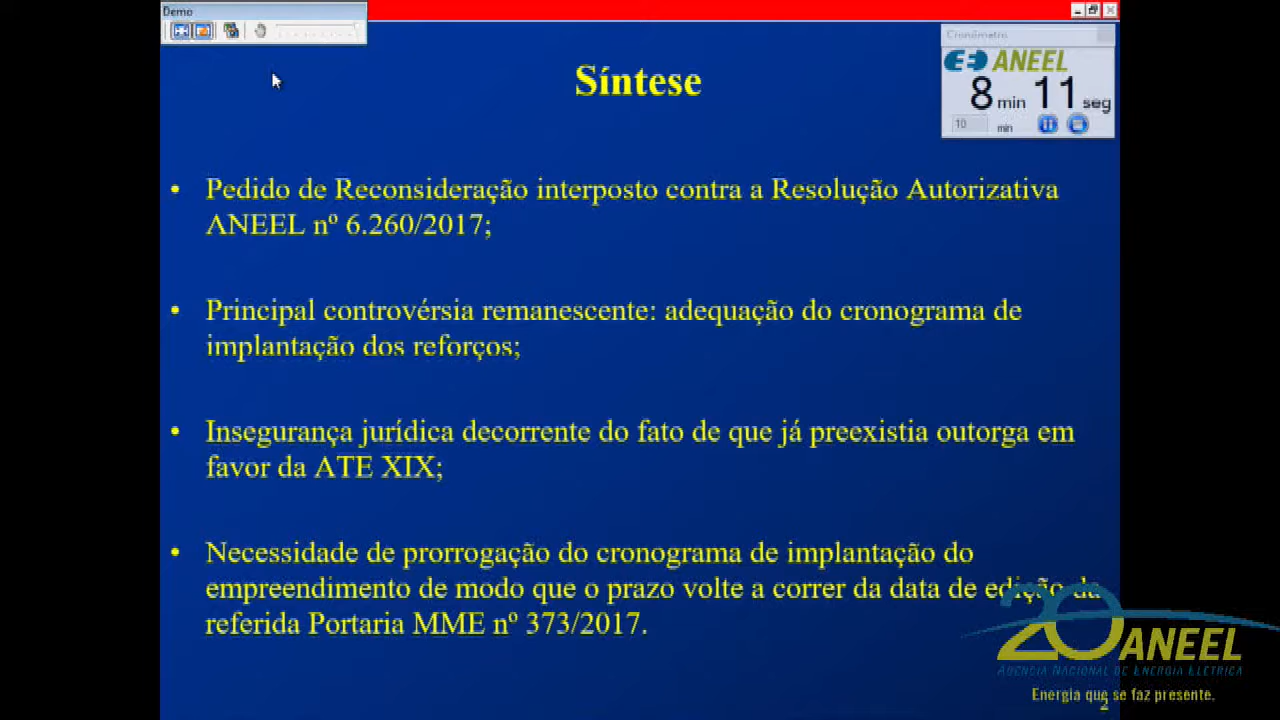 Demo
Cronômetro
ANEEL
8 min 11 seg
10 min
Síntese
• Pedido de Reconsideração interposto contra a Resolução Autorizativa
ANEEL nº 6.260/2017;
• Principal controvérsia remanescente: adequação do cronograma de
implantação dos reforços;
• Insegurança jurídica decorrente do fato de que já preexistia outorga em
favor da ATE XIX;
• Necessidade de prorrogação do cronograma de implantação do
empreendimento de modo que o prazo volte a correr da data de edição da
referida Portaria MME nº 373/2017.
20 ANEEL
AGÊNCIA NACIONAL DE ENERGIA ELÉTRICA
Energia que se faz presente.
2